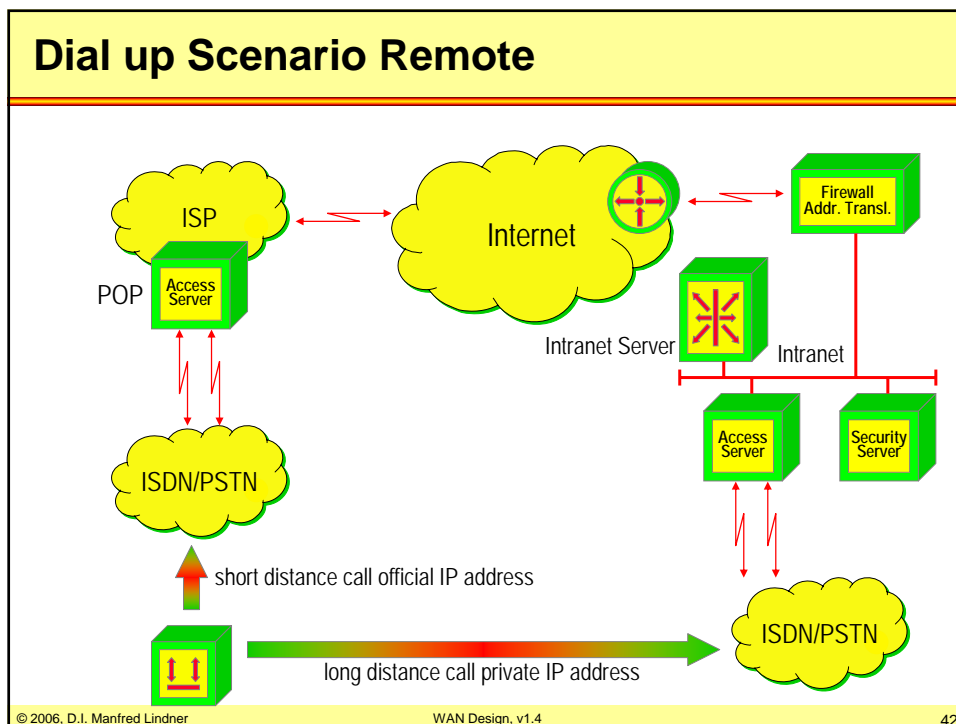 Dial up Scenario Remote
ISP
Internet
Firewall
Addr. Transl.
POP
Access
Server
Intranet Server
Intranet
Access
Server
Security
Server
ISDN/PSTN
short distance call official IP address
ISDN/PSTN
long distance call private IP address
© 2006, D.I. Manfred Lindner
WAN Design, v1.4
42